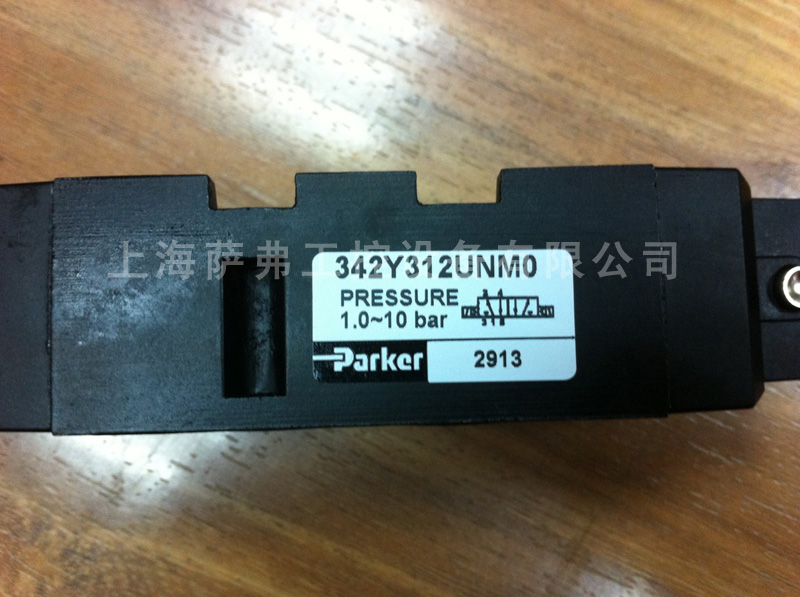 上海萨弗工控设备有限公司
342Y312UNM0
PRESSURE
1.0~10 bar
Parker
2913